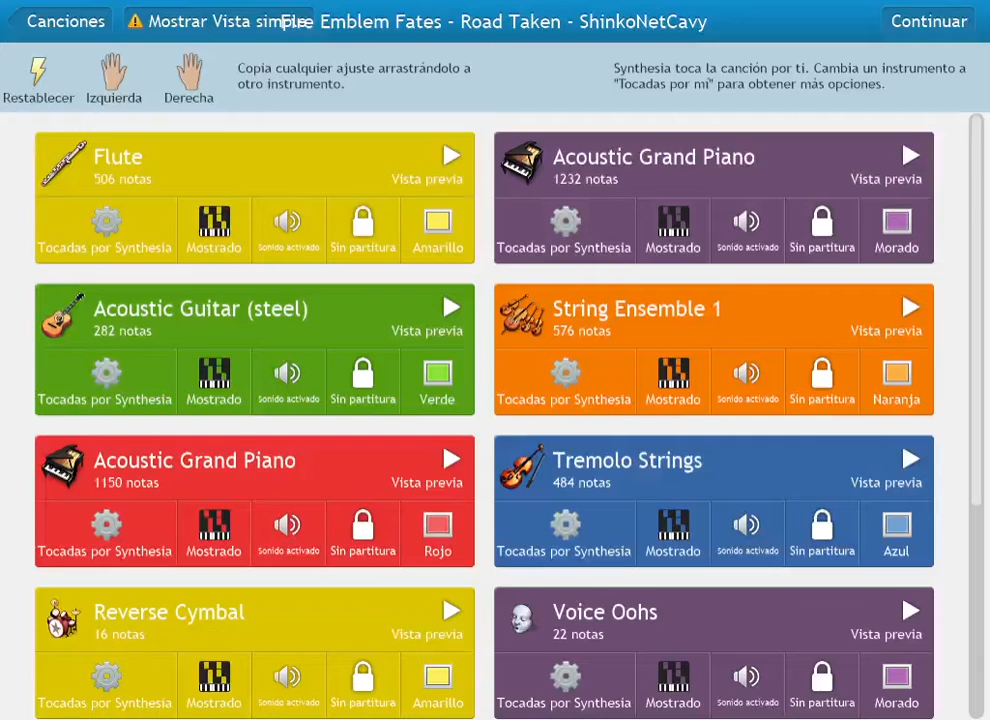 Canciones
Mostrar Vista simple
Fire Emblem Fates - Road Taken - ShinkoNetCavy
Continuar
Restablecer
Izquierda
Derecha
Copia cualquier ajuste arrastrándolo a
otro instrumento.
Synthesia toca la canción por ti. Cambia un instrumento a
"Tocadas por mí" para obtener más opciones.
Flute
506 notas
Vista previa
Tocadas por Synthesia
Mostrado
Sonido activado
Sin partitura
Amarillo
Acoustic Grand Piano
1232 notas
Vista previa
Tocadas por Synthesia
Mostrado
Sonido activado
Sin partitura
Morado
Acoustic Guitar (steel)
282 notas
Vista previa
Tocadas por Synthesia
Mostrado
Sonido activado
Sin partitura
Verde
String Ensemble 1
576 notas
Vista previa
Tocadas por Synthesia
Mostrado
Sonido activado
Sin partitura
Naranja
Acoustic Grand Piano
1150 notas
Vista previa
Tocadas por Synthesia
Mostrado
Sonido activado
Sin partitura
Rojo
Tremolo Strings
484 notas
Vista previa
Tocadas por Synthesia
Mostrado
Sonido activado
Sin partitura
Azul
Reverse Cymbal
16 notas
Vista previa
Tocadas por Synthesia
Mostrado
Sonido activado
Sin partitura
Amarillo
Voice Oohs
22 notas
Vista previa
Tocadas por Synthesia
Mostrado
Sonido activado
Sin partitura
Morado